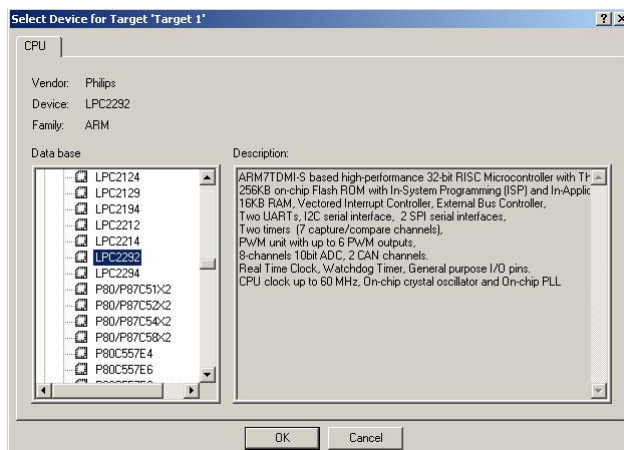 Select Device for Target 'Target 1'
CPU
Vendor: Philips
Device: LPC2292
Family: ARM
Data base
LPC2124
LPC2129
LPC2194
LPC2212
LPC2214
LPC2292
LPC2294
P80/P87C51X2
P80/P87C52X2
P80/P87C54X2
P80/P87C58X2
P80C557E4
P80C557E6
Description:
ARM7TDMI-S based high-performance 32-bit RISC Microcontroller with Th
256KB on-chip Flash ROM with In-System Programming (ISP) and In-Applic
16KB RAM, Vectored Interrupt Controller, External Bus Controller,
Two UARTs, I2C serial interface, 2 SPI serial interfaces,
Two timers (7 capture/compare channels),
PWM unit with up to 6 PWM outputs,
8-channels 10bit ADC, 2 CAN channels.
Real Time Clock, Watchdog Timer, General purpose I/O pins.
CPU clock up to 60 MHz, On-chip crystal oscillator and On-chip PLL
OK Cancel